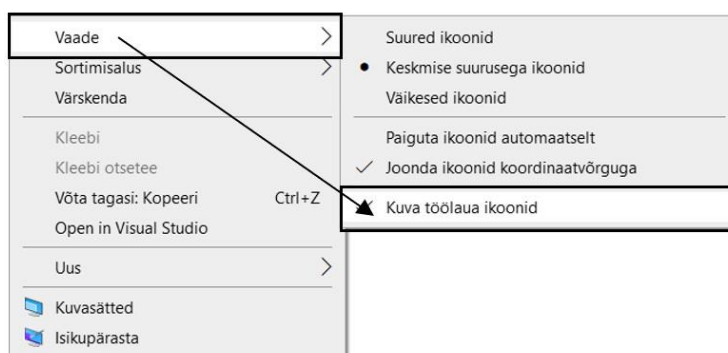 Vaade
Sortimisalus
Värskenda
Kleebi
Kleebi otsetee
Võta tagasi: Kopeeri Ctrl+Z
Open in Visual Studio
Uus
Kuvasätted
Isikupärasta
Suured ikoonid
Keskmise suurusega ikoonid
Väikesed ikoonid
Paiguta ikoonid automaatselt
Joonda ikoonid koordinaatvõrguga
Kuva töölaua ikoonid